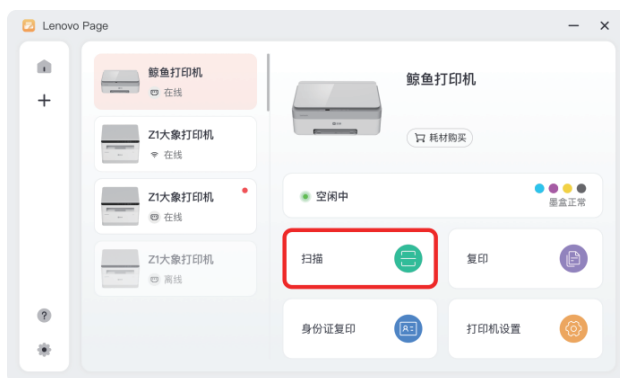 Lenovo Page
鲸鱼打印机
在线
Z1大象打印机
在线
Z1大象打印机
在线
Z1大象打印机
离线
鲸鱼打印机
耗材购买
空闲中
墨盒正常
扫描
复印
身份证复印
打印机设置